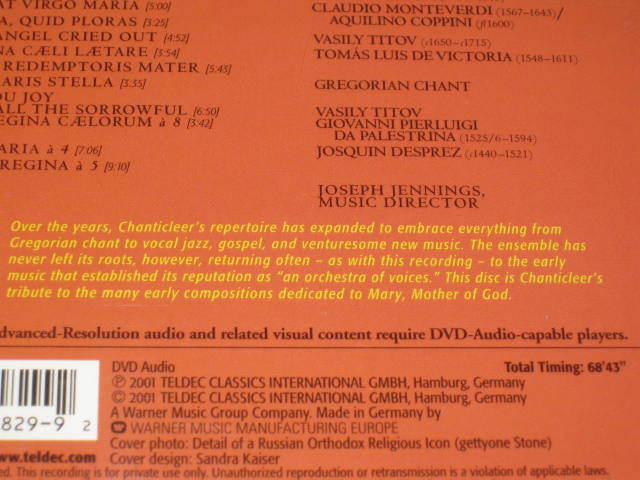 AT VIRGO MARIA [5:00]
A, QUID PLORAS [3:25]
ANGEL CRIED OUT [4:52]
NA CÆLI LÆTARE [3:54]
REDEMPTORIS MATER [5:45]
ARIS STELLA [3:35]
OU JOY
ALL THE SORROWFUL [6:50]
REGINA CÆLORUM à 8 [3:42]
ARIA à 4 [7:06]
REGINA à 5 [9:10]
CLAUDIO MONTEVERDI (1567–1643)/
AQUILINO COPPINI (fl1600)
VASILY TITOV (c1650–c1715)
TOMÁS LUIS DE VICTORIA (1548–1611)
GREGORIAN CHANT
VASILY TITOV
GIOVANNI PIERLUIGI
DA PALESTRINA (1525/6–1594)
JOSQUIN DESPREZ (c1440–1521)
JOSEPH JENNINGS,
MUSIC DIRECTOR
Over the years, Chanticleer's repertoire has expanded to embrace everything from
Gregorian chant to vocal jazz, gospel, and venturesome new music. The ensemble has
never left its roots, however, returning often – as with this recording – to the early
music that established its reputation as "an orchestra of voices." This disc is Chanticleer's
tribute to the many early compositions dedicated to Mary, Mother of God.
dvanced-Resolution audio and related visual content require DVD-Audio-capable players.
DVD Audio Total Timing: 68'43"
℗ 2001 TELDEC CLASSICS INTERNATIONAL GMBH, Hamburg, Germany
© 2001 TELDEC CLASSICS INTERNATIONAL GMBH, Hamburg, Germany
A Warner Music Group Company. Made in Germany by
WARNER MUSIC MANUFACTURING EUROPE
Cover photo: Detail of a Russian Orthodox Religious Icon (gettyone Stone)
Cover design: Sandra Kaiser
829-9 2
www.teldec.com
ed. This recording is for private use only. Unauthorized reproduction or retransmission is a violation of applicable laws.